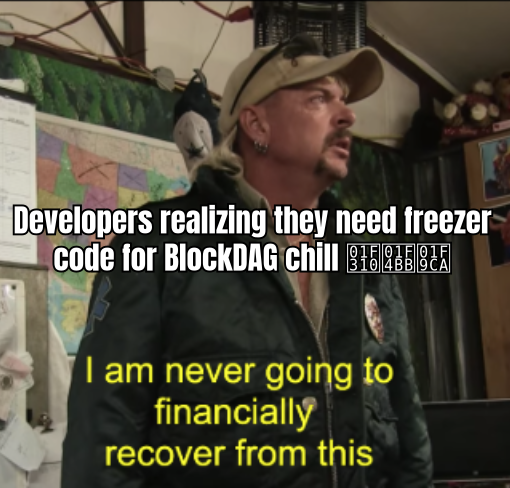 Developers realizing they need freezer
code for BlockDAG chill 🌐💻🧊
I am never going to
financially
recover from this